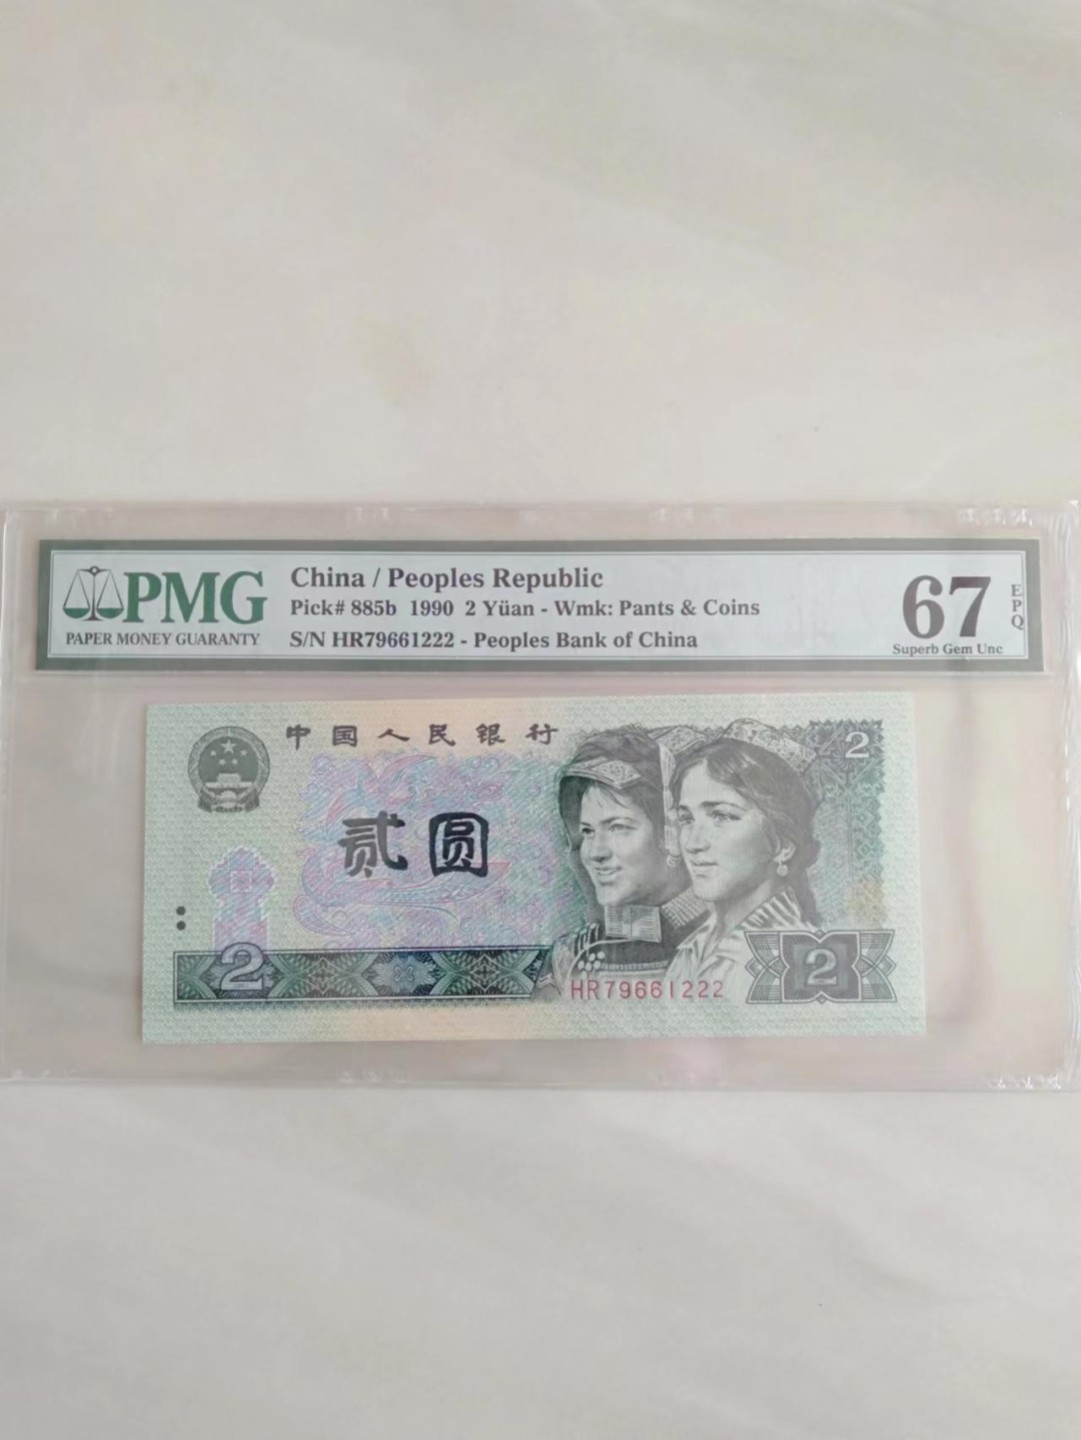 PMG
PAPER MONEY GUARANTY
China / Peoples Republic
Pick# 885b 1990 2 Yüan - Wmk: Pants & Coins
S/N HR79661222 - Peoples Bank of China
67
EPQ
Superb Gem Unc
中国人民银行
2
贰圆
2
2
HR79661222